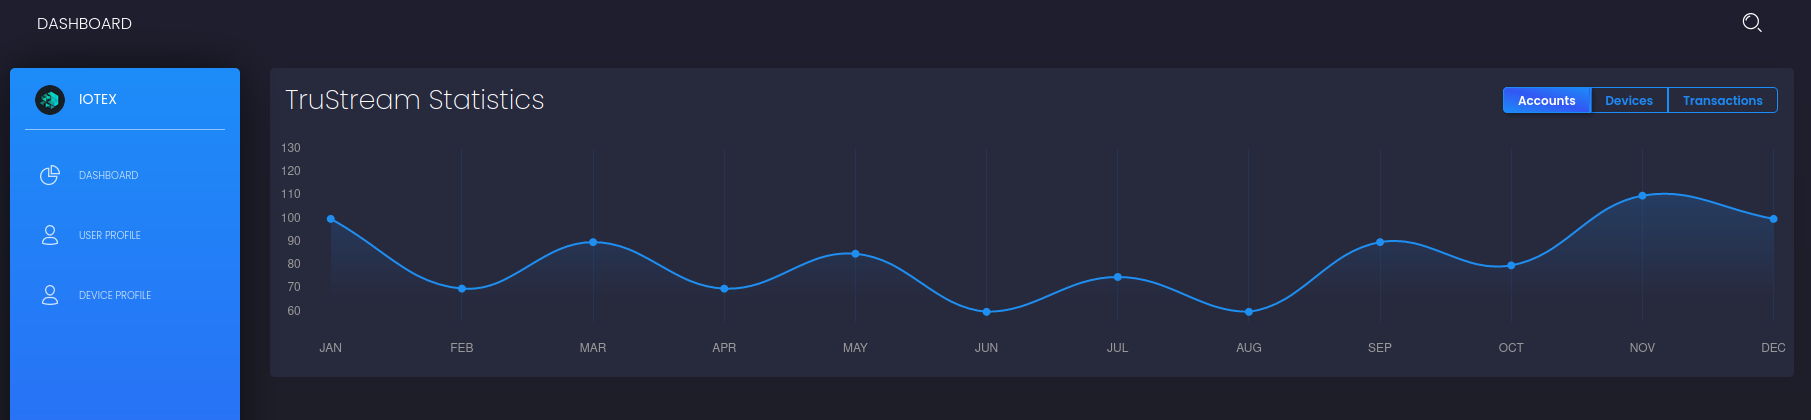 DASHBOARD
IOTEX
DASHBOARD
USER PROFILE
DEVICE PROFILE
TruStream Statistics
Accounts Devices Transactions
130
120
110
100
90
80
70
60
JAN FEB MAR APR MAY JUN JUL AUG SEP OCT NOV DEC